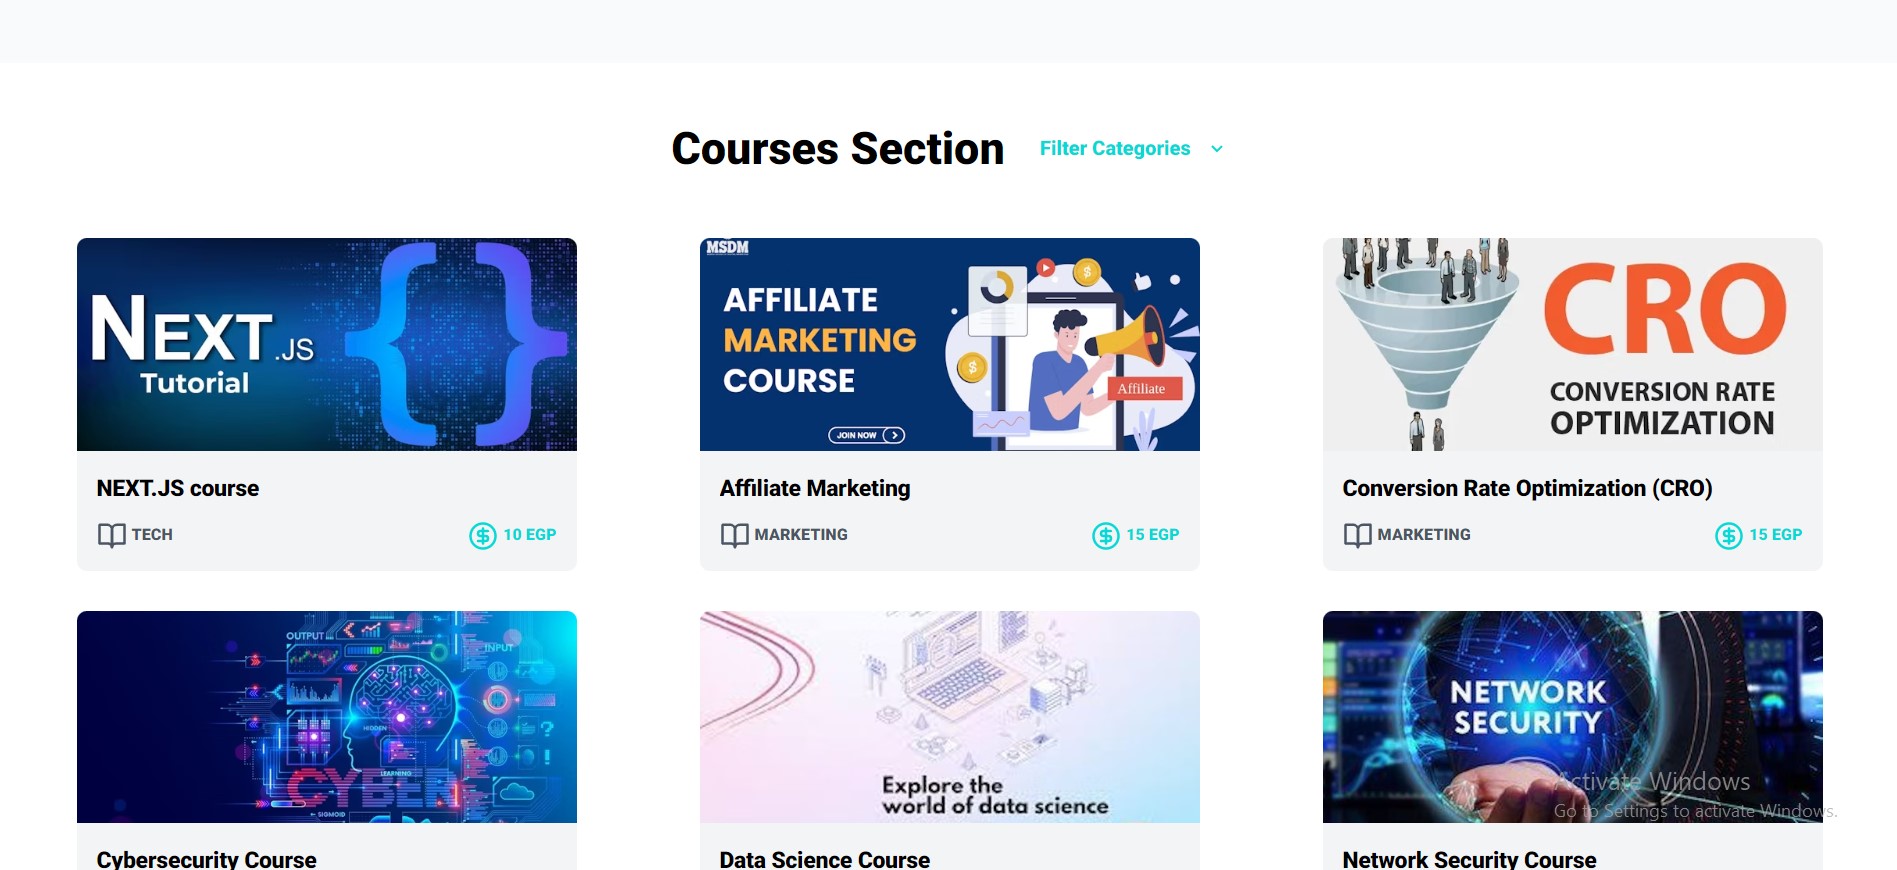 Courses Section
Filter Categories
NEXT.JS
Tutorial
MSDM
AFFILIATE
MARKETING
COURSE
JOIN NOW
Affiliate
CRO
CONVERSION RATE
OPTIMIZATION
NEXT.JS course
TECH
10 EGP
Affiliate Marketing
MARKETING
15 EGP
Conversion Rate Optimization (CRO)
MARKETING
15 EGP
OUTPUT
INPUT
HIDDEN
LEARNING
CYBER
SIGMOID
Explore the
world of data science
NETWORK
SECURITY
Activate Windows
Go to Settings to activate Windows.
Cybersecurity Course
Data Science Course
Network Security Course